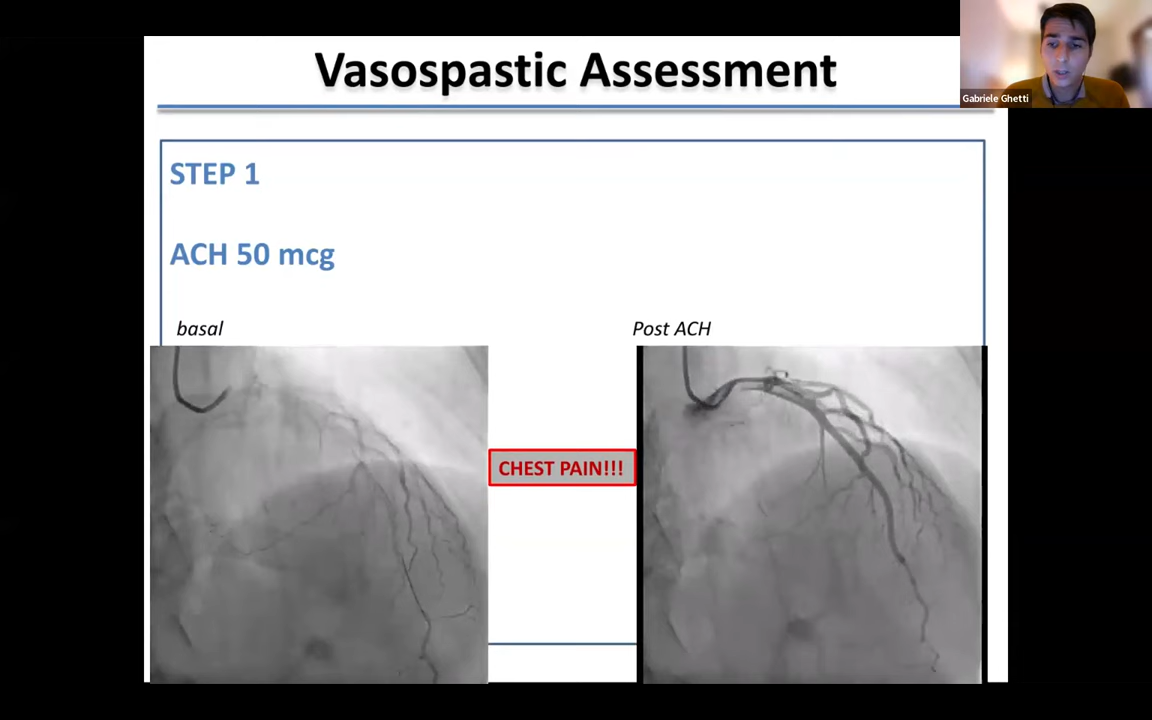 Vasospastic Assessment
Gabriele Ghetti
STEP 1
ACH 50 mcg
basal
Post ACH
CHEST PAIN!!!